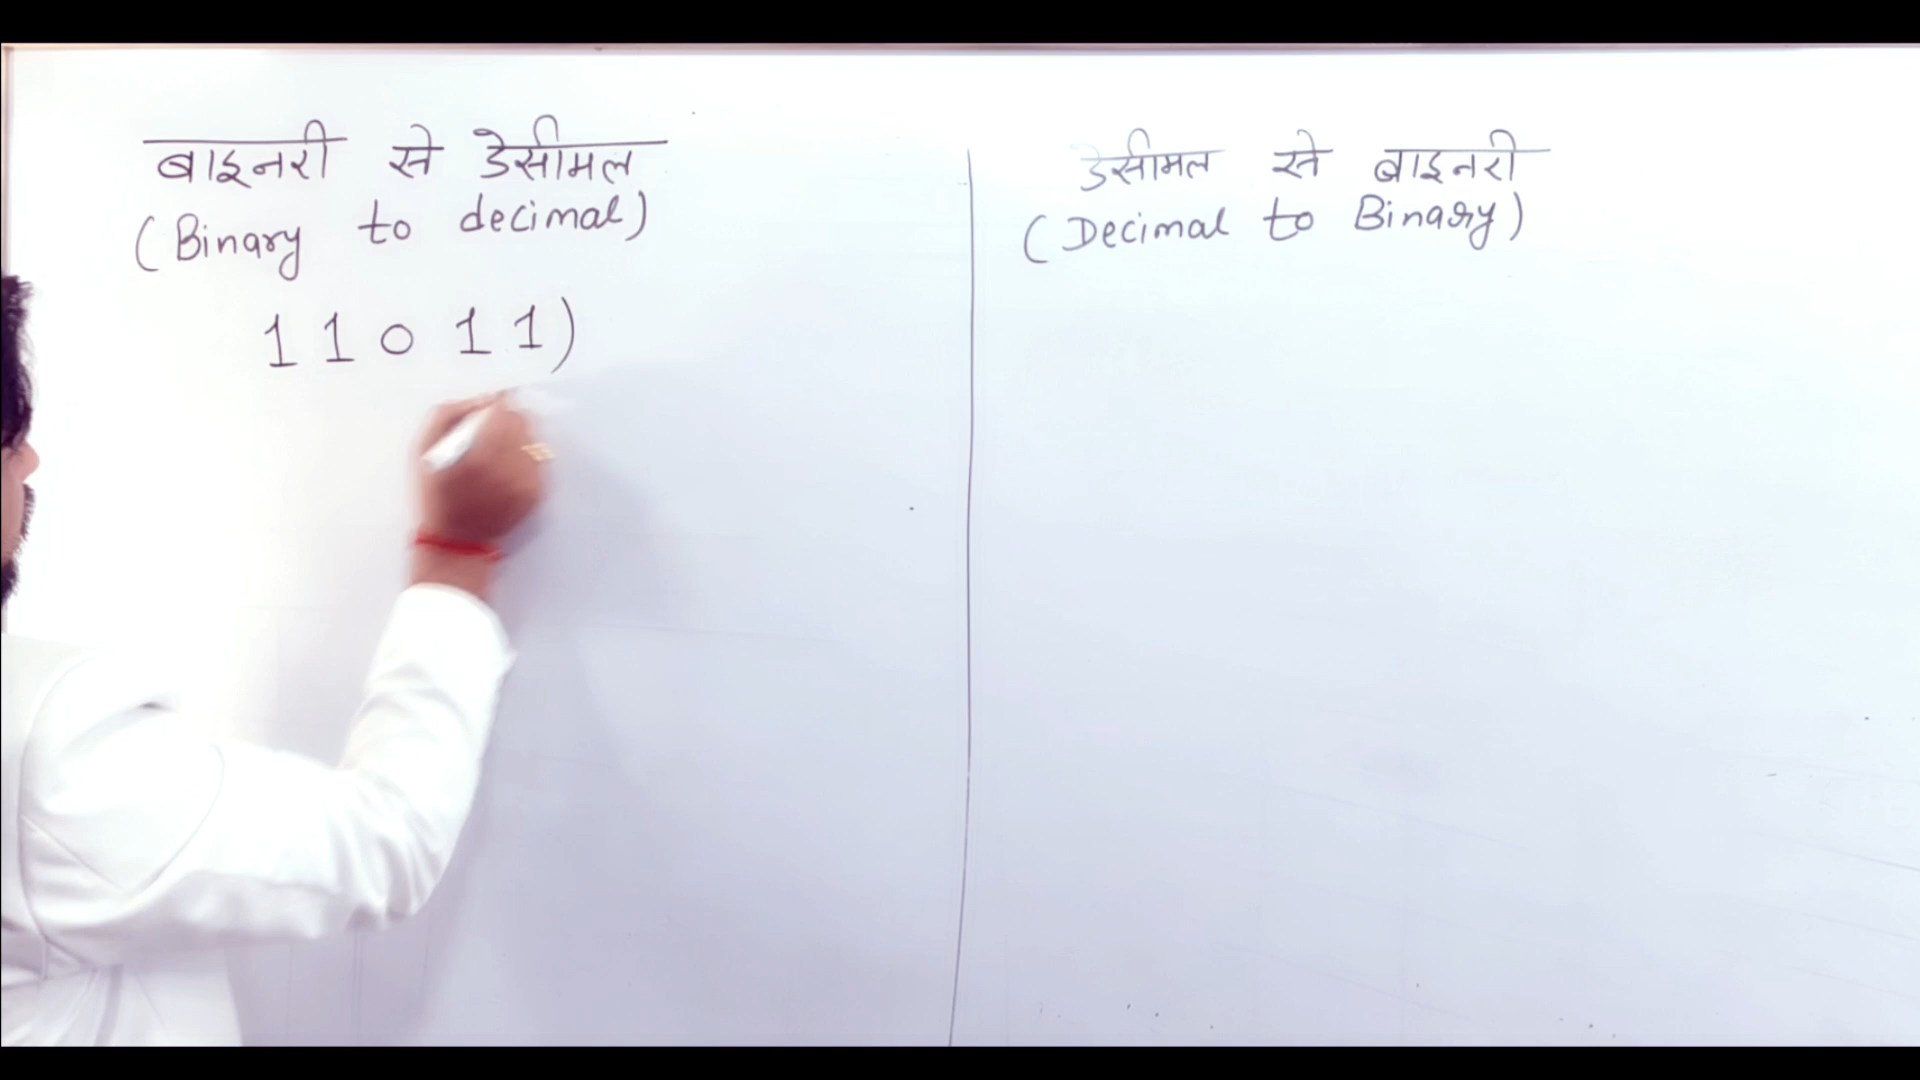 बाइनरी से डेसीमल
(Binary to decimal)
1 1 0 1 1)
डेसीमल से बाइनरी
(Decimal to Binary)